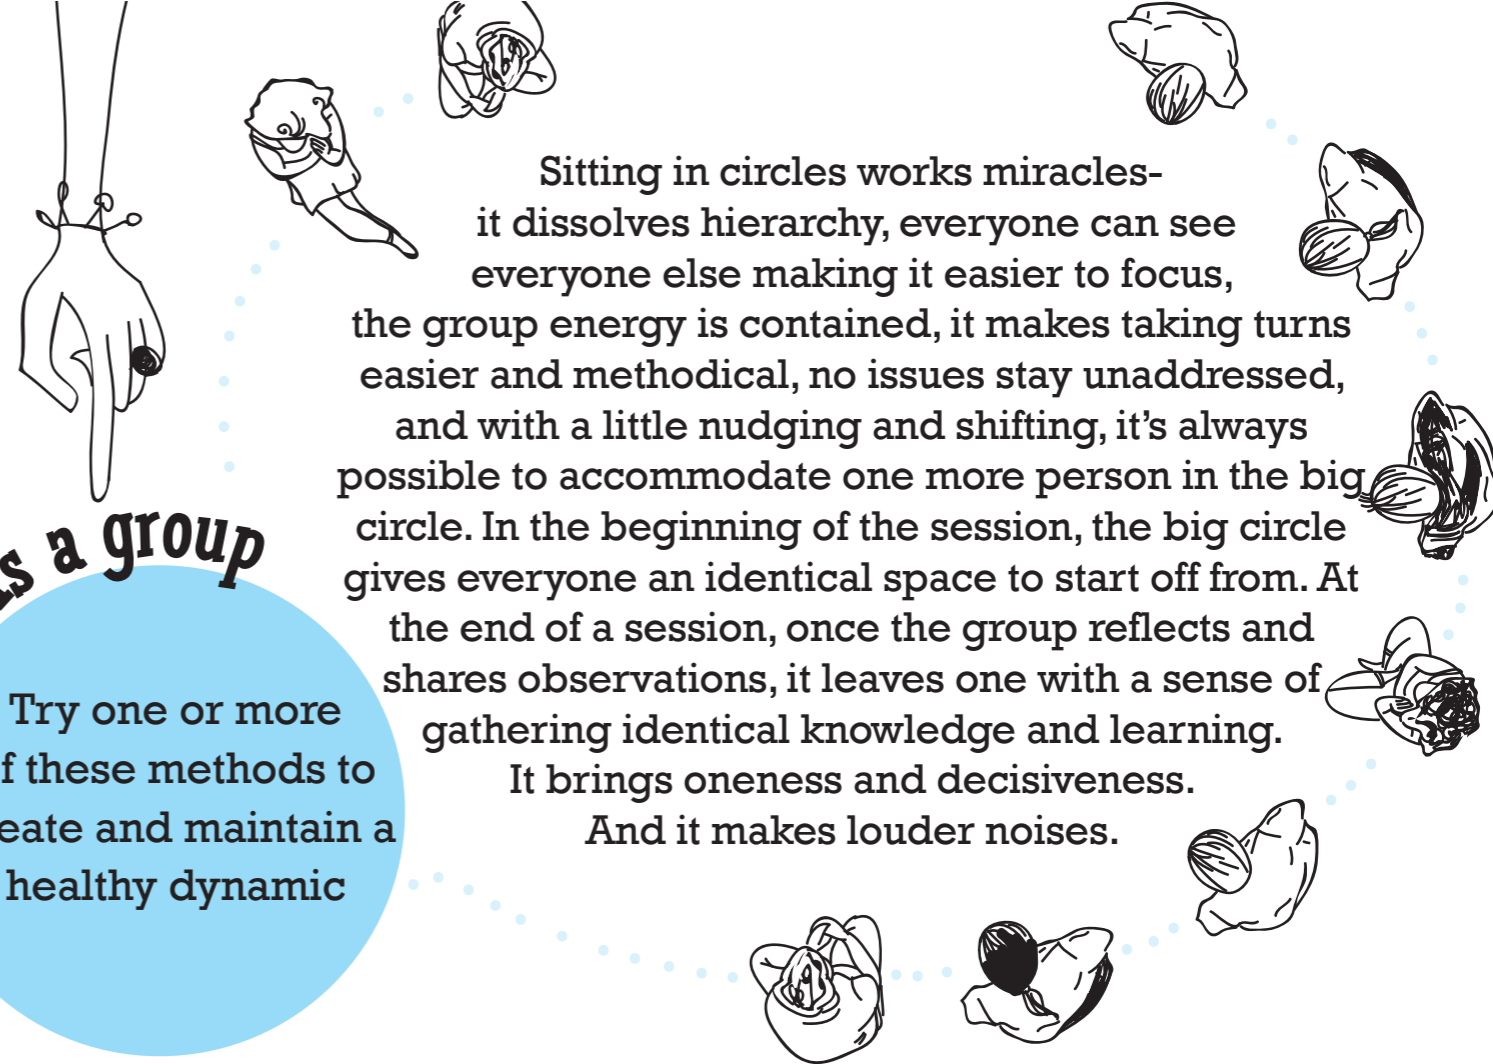 Sitting in circles works miracles-
it dissolves hierarchy, everyone can see
everyone else making it easier to focus,
the group energy is contained, it makes taking turns
easier and methodical, no issues stay unaddressed,
and with a little nudging and shifting, it’s always
possible to accommodate one more person in the big
circle. In the beginning of the session, the big circle
gives everyone an identical space to start off from. At
the end of a session, once the group reflects and
shares observations, it leaves one with a sense of
gathering identical knowledge and learning.
It brings oneness and decisiveness.
And it makes louder noises.
a group
Try one or more
these methods to
and maintain a
healthy dynamic